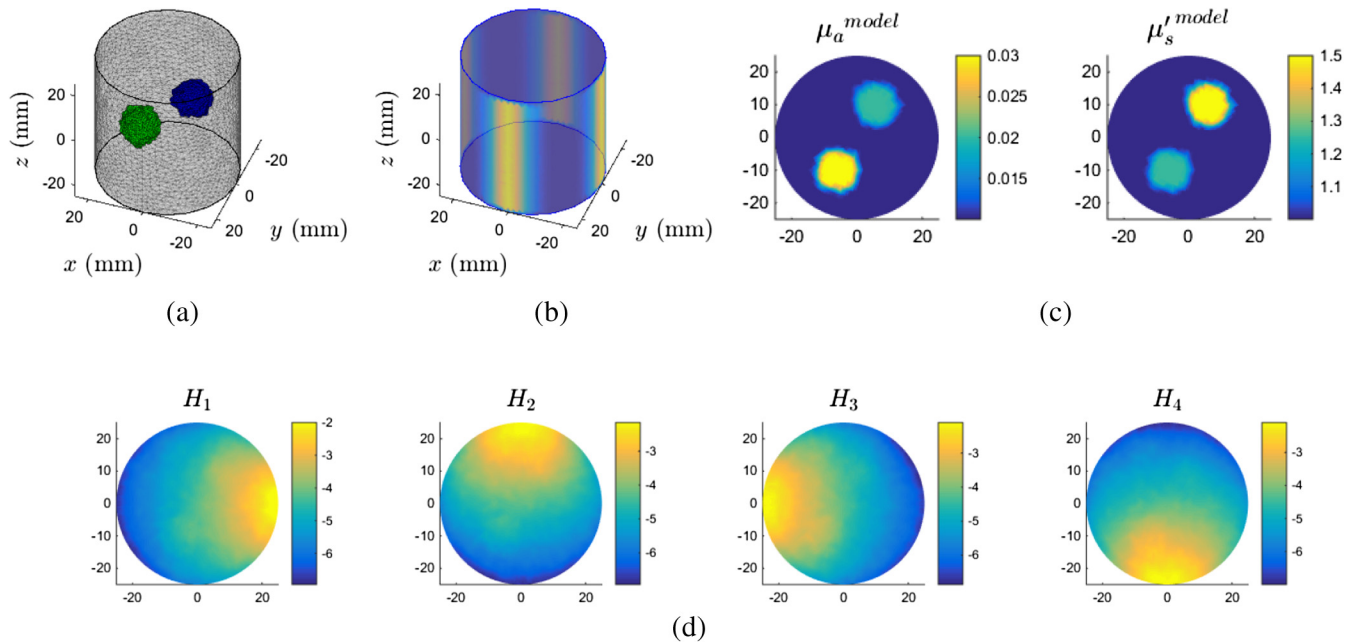 μₐ^model μ′ₛ^model
z (mm) 20 0 -20
20 0 -20 x (mm)
-20 0 20 y (mm)
z (mm) 20 0 -20
20 0 -20 x (mm)
-20 0 20 y (mm)
20 10 0 -10 -20
-20 0 20
0.03 0.025 0.02 0.015
20 10 0 -10 -20
-20 0 20
1.5 1.4 1.3 1.2 1.1
(a) (b) (c)
H₁ H₂ H₃ H₄
20 10 0 -10 -20
-20 0 20
-2 -3 -4 -5 -6
20 10 0 -10 -20
-20 0 20
-3 -4 -5 -6
20 10 0 -10 -20
-20 0 20
-3 -4 -5 -6
20 10 0 -10 -20
-20 0 20
-3 -4 -5 -6
(d)